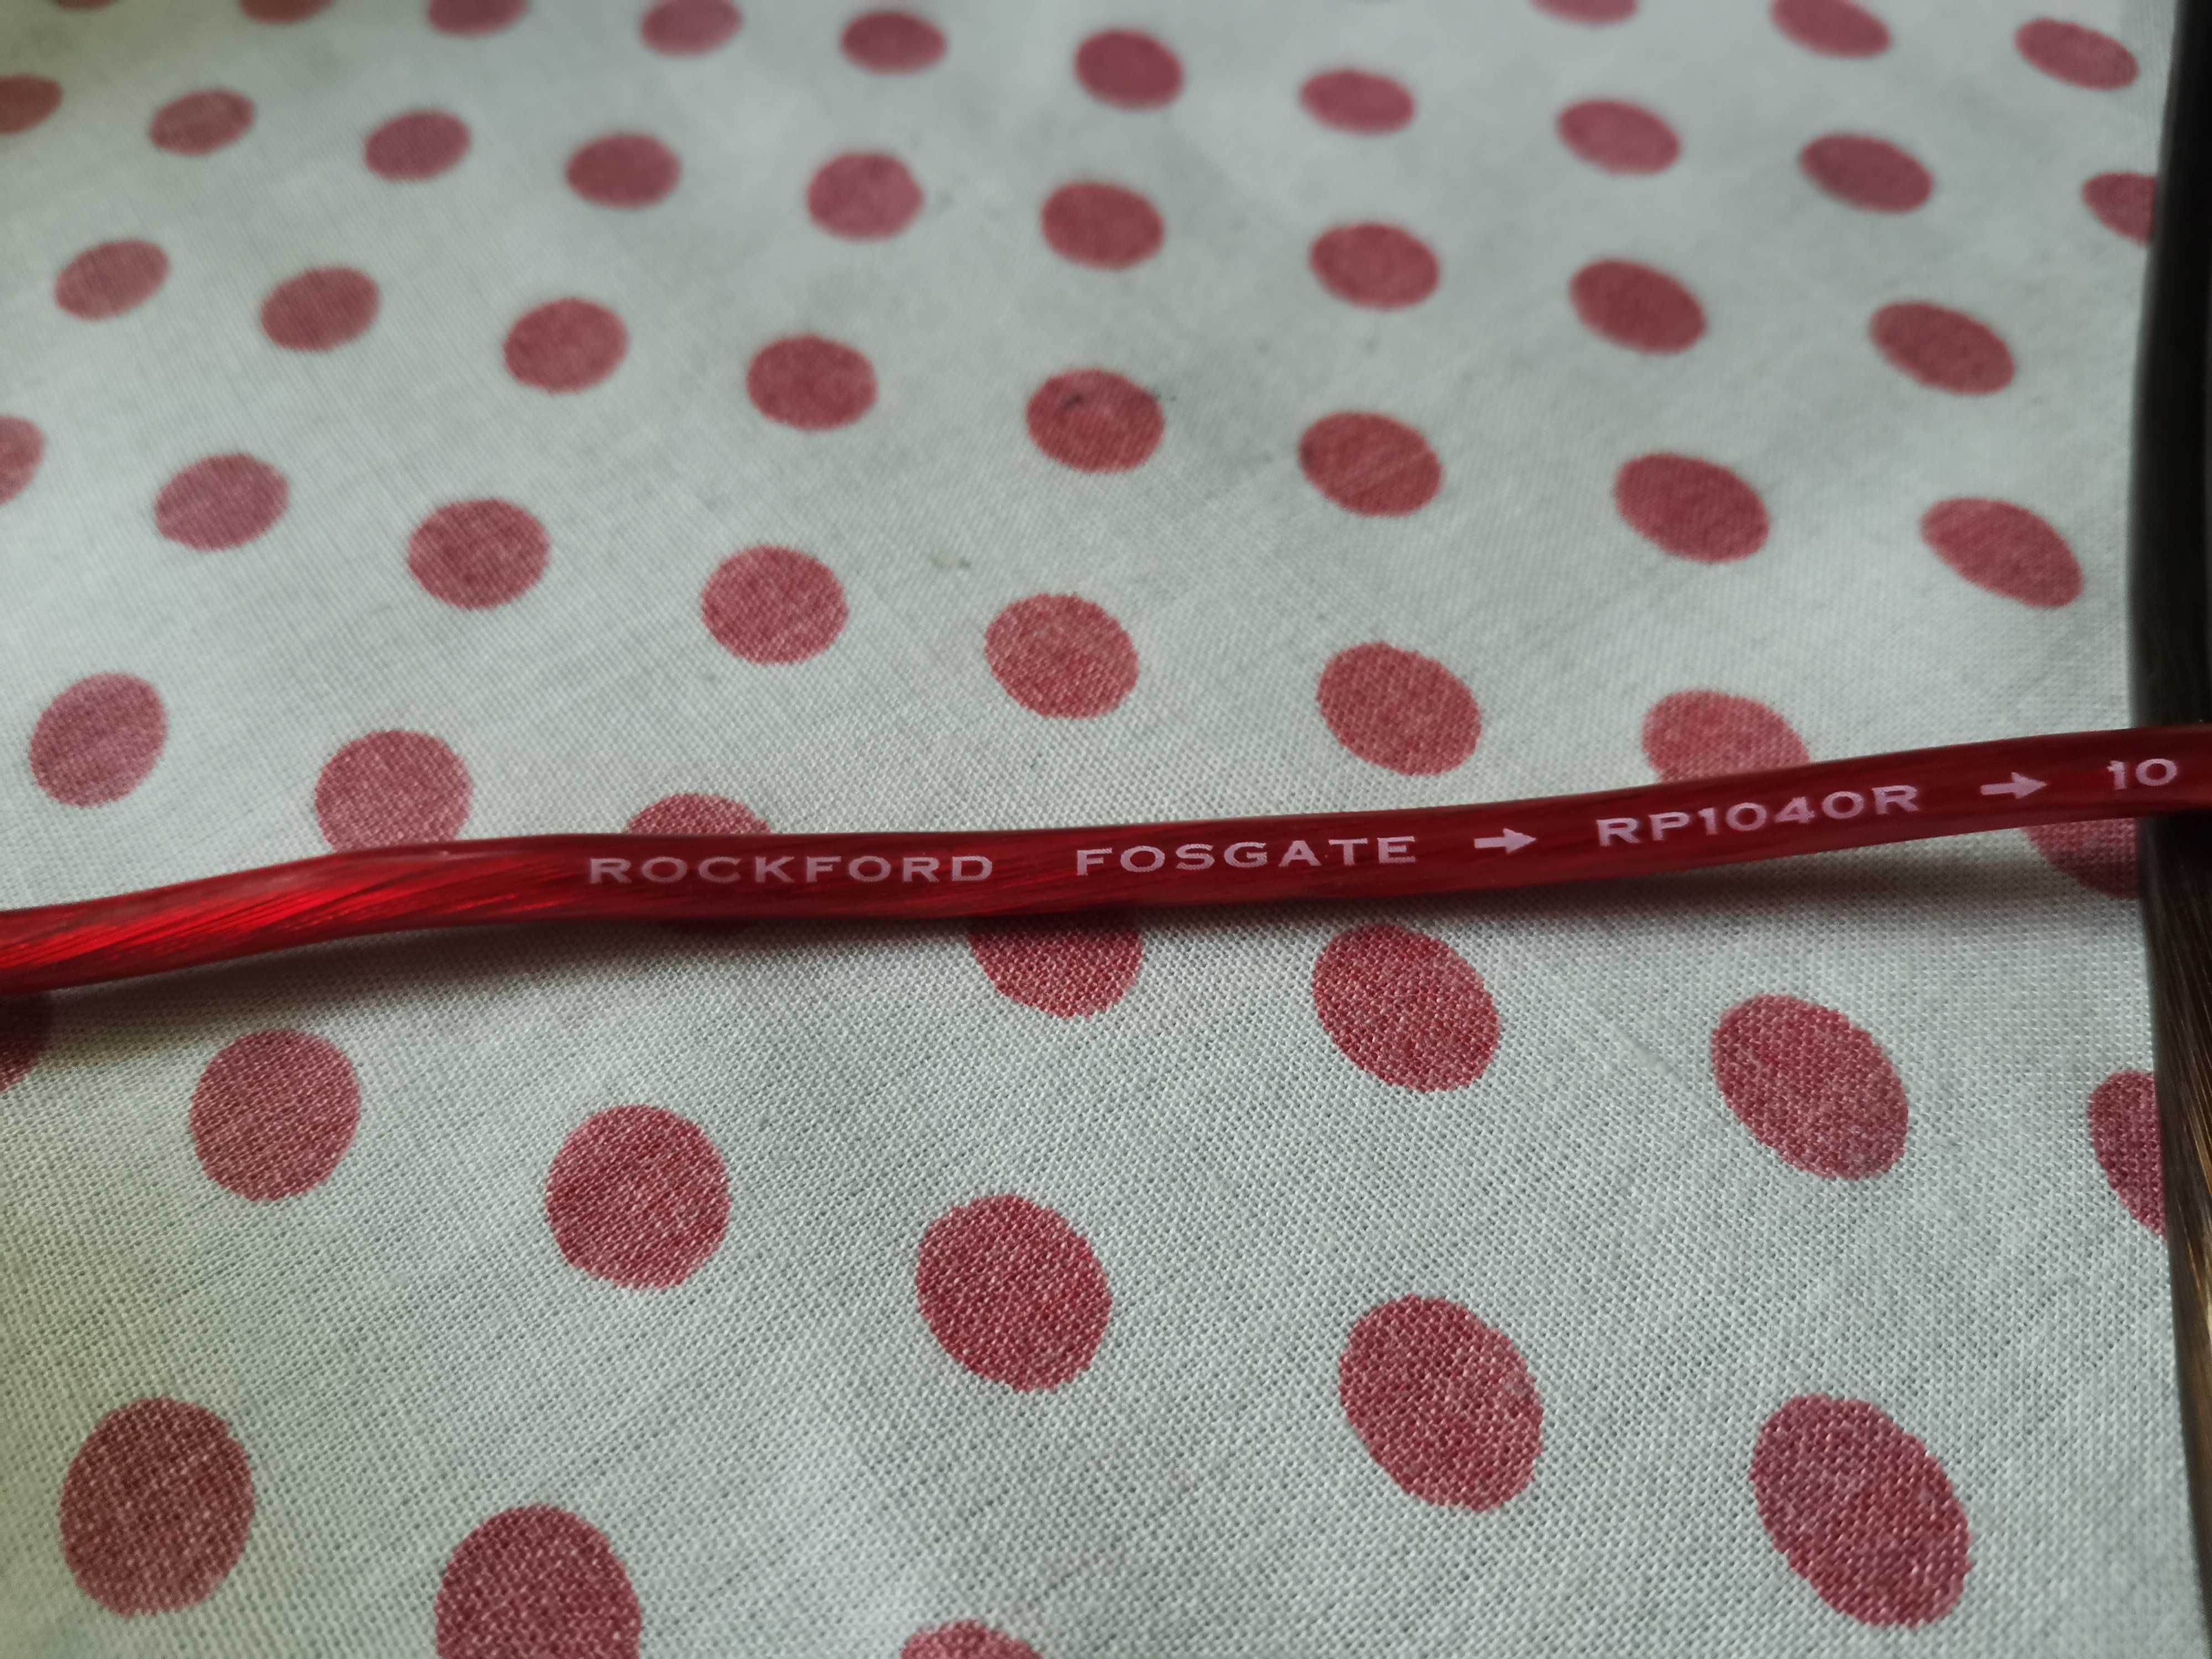 ROCKFORD FOSGATE → RP1040R → 10